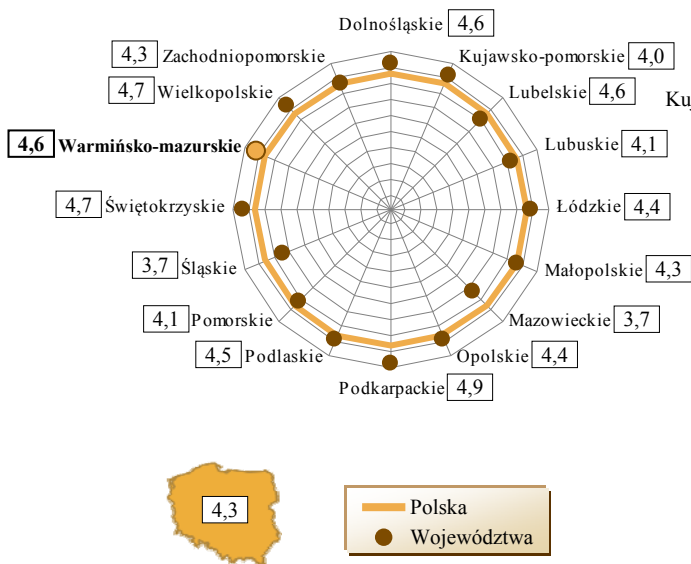 Dolnośląskie 4,6
4,3 Zachodniopomorskie
Kujawsko-pomorskie 4,0
4,7 Wielkopolskie
Lubelskie 4,6
Kuj
4,6 Warmińsko-mazurskie
Lubuskie 4,1
4,7 Świętokrzyskie
Łódzkie 4,4
3,7 Śląskie
Małopolskie 4,3
4,1 Pomorskie
Mazowieckie 3,7
4,5 Podlaskie
Opolskie 4,4
Podkarpackie 4,9
4,3
Polska
Województwa